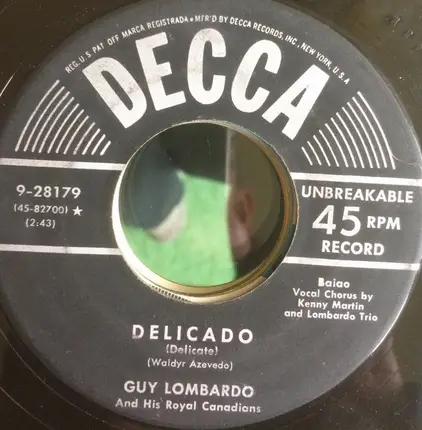 REG. U.S. PAT. OFF. MARCA REGISTRADA • MF'R'D BY DECCA RECORDS, INC., NEW YORK, U.S.A.
DECCA
9-28179
(45-82700) ★
(2:43)
UNBREAKABLE
45 RPM
RECORD
Baiao
Vocal Chorus by
Kenny Martin
and Lombardo Trio
DELICADO
(Delicate)
(Waldyr Azevedo)
GUY LOMBARDO
And His Royal Canadians